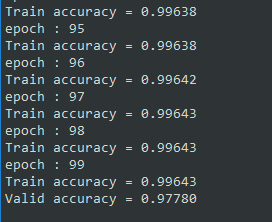 Train accuracy = 0.99638
epoch : 95
Train accuracy = 0.99638
epoch : 96
Train accuracy = 0.99642
epoch : 97
Train accuracy = 0.99643
epoch : 98
Train accuracy = 0.99643
epoch : 99
Train accuracy = 0.99643
Valid accuracy = 0.97780